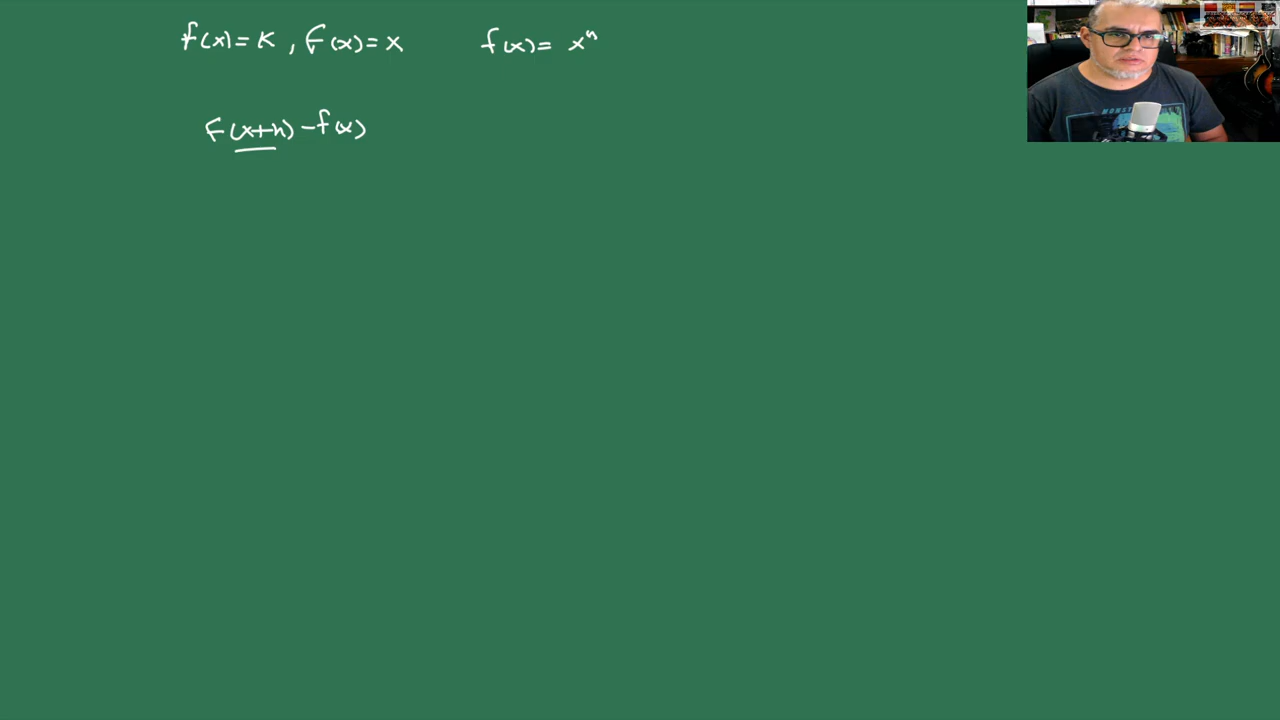 f(x)=K, f(x)=x f(x)= xⁿ
f(x+h)-f(x)